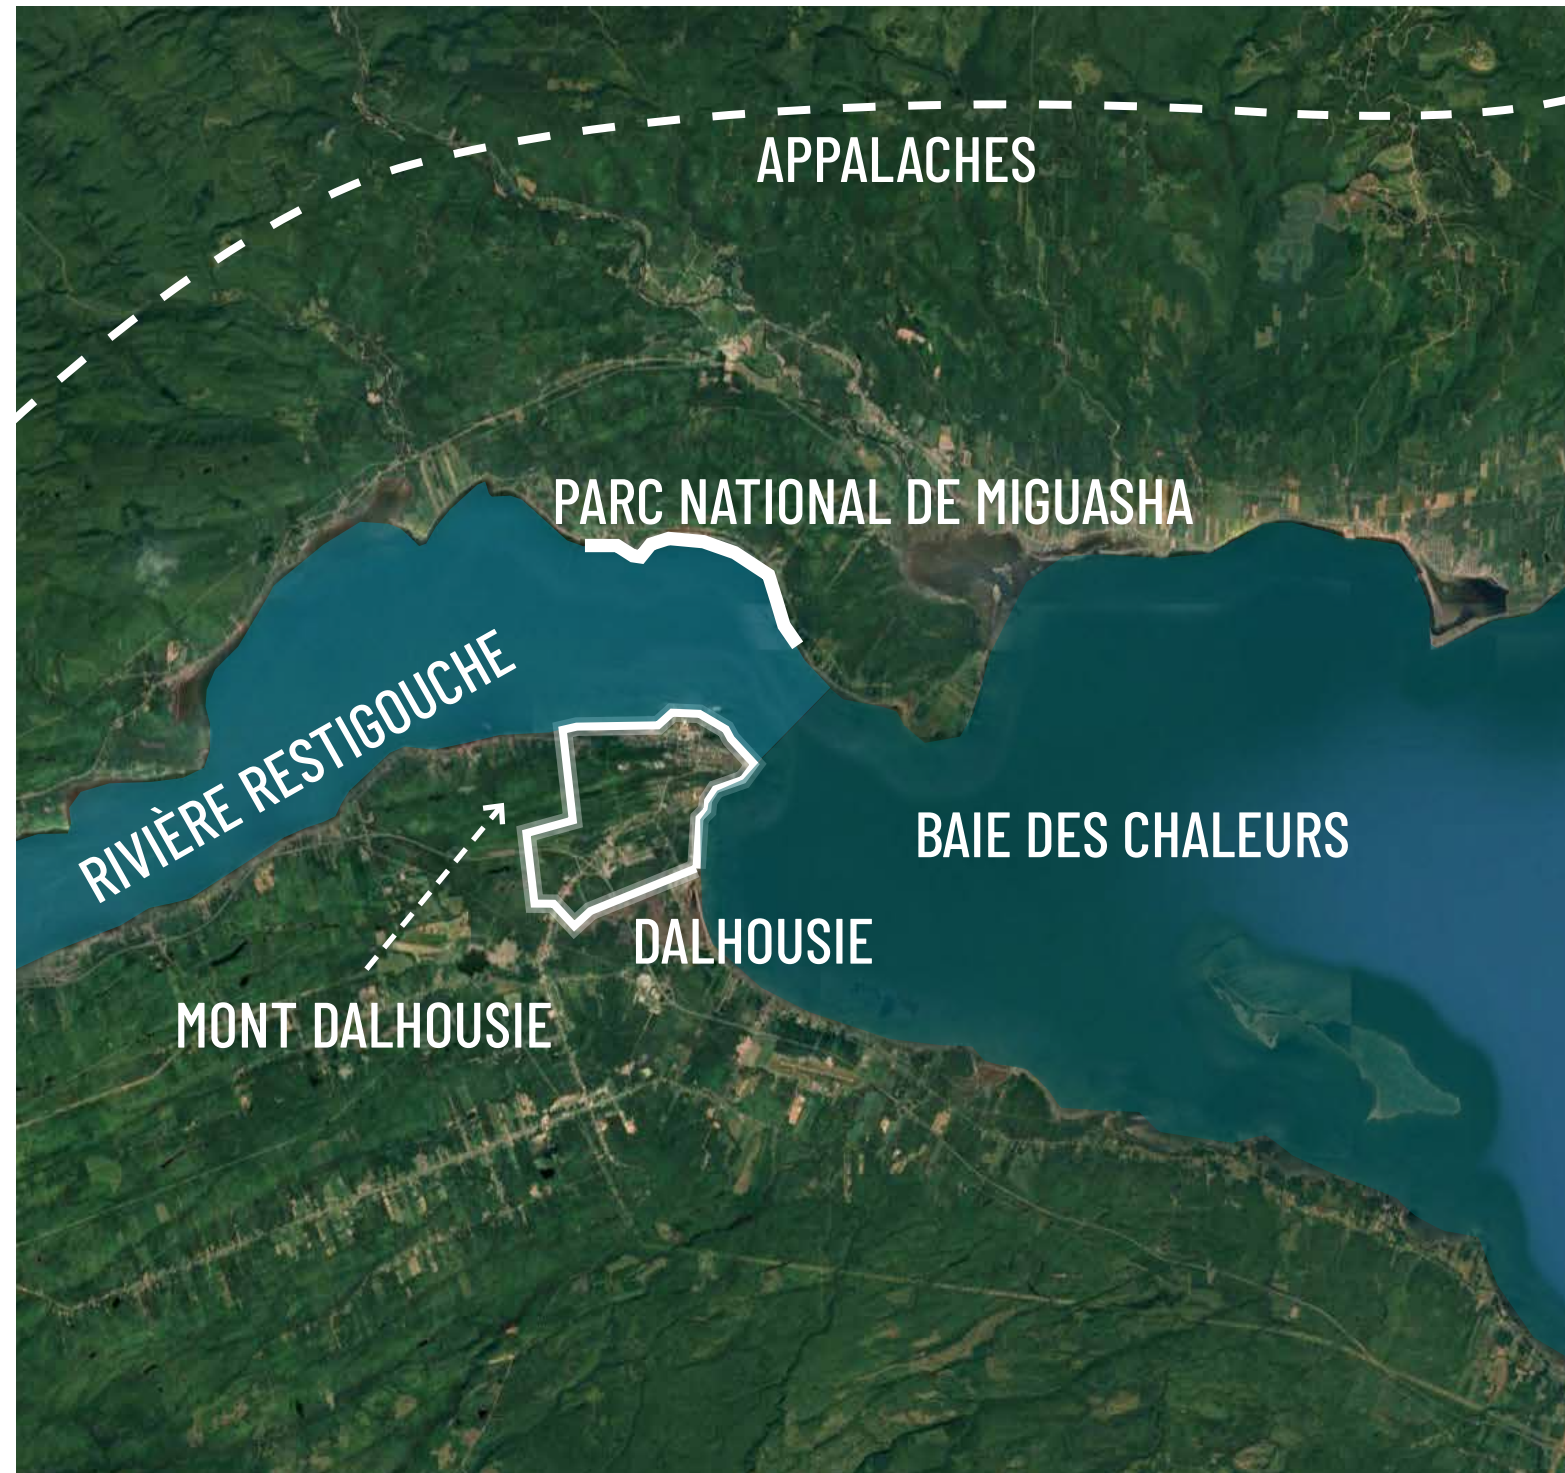 APPALACHES
PARC NATIONAL DE MIGUASHA
RIVIÈRE RESTIGOUCHE
BAIE DES CHALEURS
DALHOUSIE
MONT DALHOUSIE